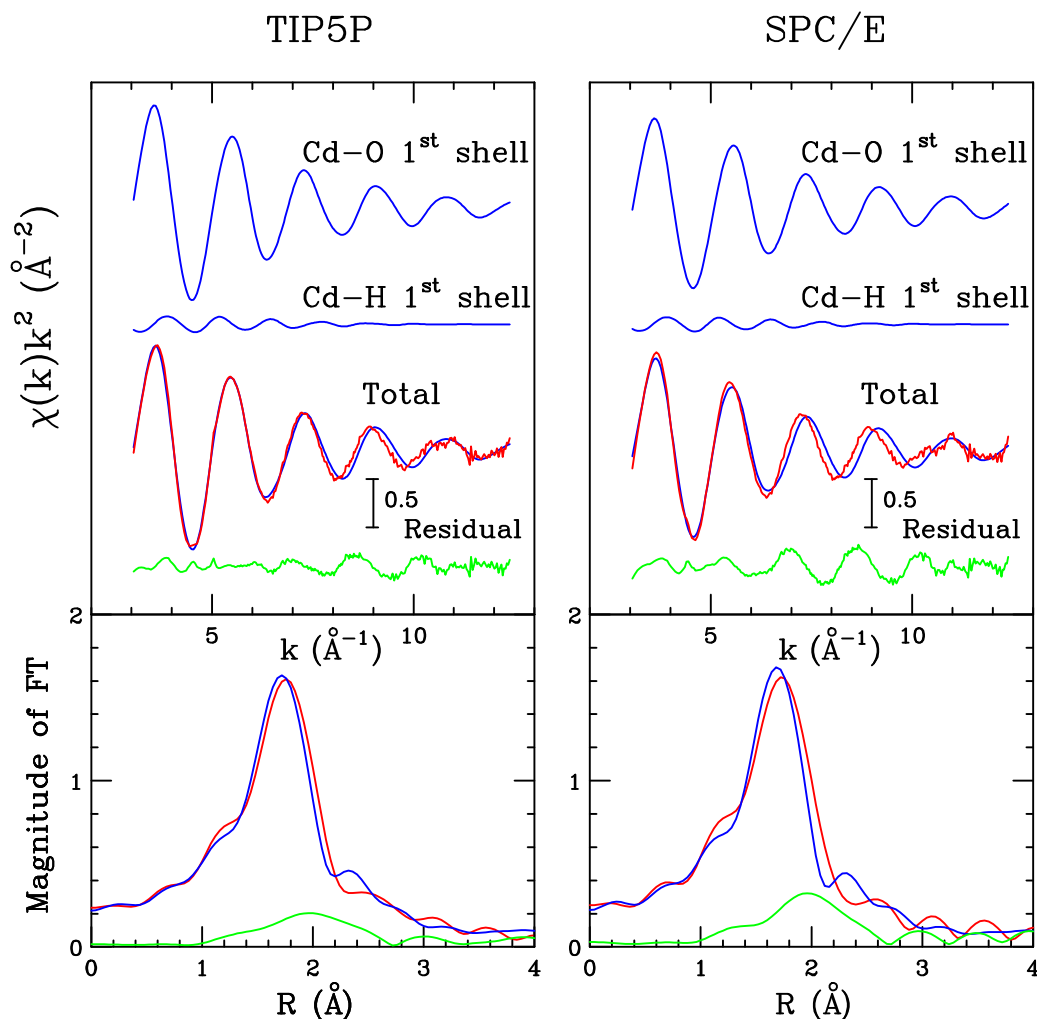 TIP5P
SPC/E
χ(k)k² (Å⁻²)
Cd−O 1ˢᵗ shell
Cd−H 1ˢᵗ shell
Total
0.5
Residual
5
10
k (Å⁻¹)
Cd−O 1ˢᵗ shell
Cd−H 1ˢᵗ shell
Total
0.5
Residual
5
10
k (Å⁻¹)
Magnitude of FT
2
1
0
0
1
2
3
4
R (Å)
2
1
0
0
1
2
3
4
R (Å)